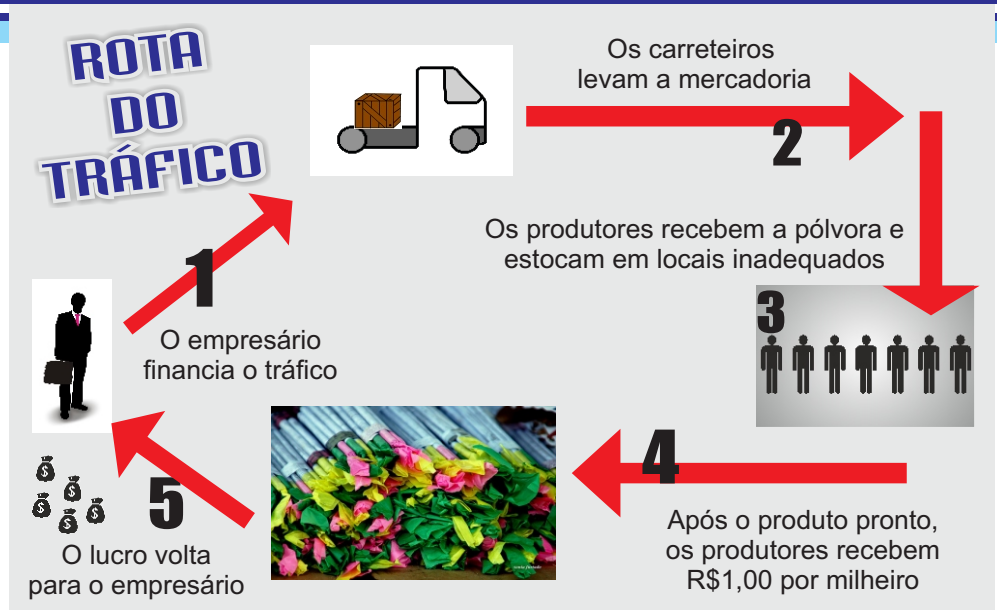 ROTA
DO
TRÁFICO
1
O empresário
financia o tráfico
Os carreteiros
levam a mercadoria
2
Os produtores recebem a pólvora e
estocam em locais inadequados
3
4
Após o produto pronto,
os produtores recebem
R$1,00 por milheiro
5
O lucro volta
para o empresário
$
$
$
$
$